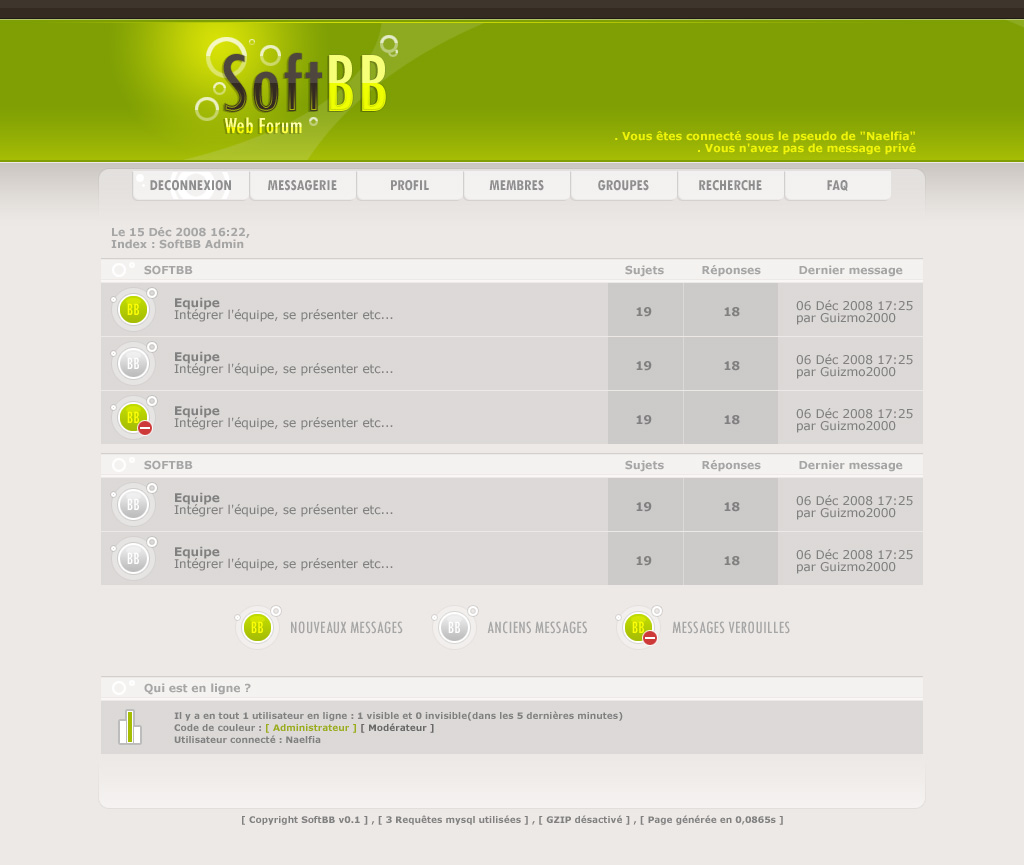 SoftBB
Web Forum
. Vous êtes connecté sous le pseudo de "Naelfia"
. Vous n'avez pas de message privé
DECONNEXION MESSAGERIE PROFIL MEMBRES GROUPES RECHERCHE FAQ
Le 15 Déc 2008 16:22,
Index : SoftBB Admin
SOFTBB Sujets Réponses Dernier message
BB Equipe
Intégrer l'équipe, se présenter etc... 19 18 06 Déc 2008 17:25
par Guizmo2000
BB Equipe
Intégrer l'équipe, se présenter etc... 19 18 06 Déc 2008 17:25
par Guizmo2000
BB Equipe
Intégrer l'équipe, se présenter etc... 19 18 06 Déc 2008 17:25
par Guizmo2000
SOFTBB Sujets Réponses Dernier message
BB Equipe
Intégrer l'équipe, se présenter etc... 19 18 06 Déc 2008 17:25
par Guizmo2000
BB Equipe
Intégrer l'équipe, se présenter etc... 19 18 06 Déc 2008 17:25
par Guizmo2000
BB NOUVEAUX MESSAGES BB ANCIENS MESSAGES BB MESSAGES VEROUILLES
Qui est en ligne ?
Il y a en tout 1 utilisateur en ligne : 1 visible et 0 invisible(dans les 5 dernières minutes)
Code de couleur : [ Administrateur ] [ Modérateur ]
Utilisateur connecté : Naelfia
[ Copyright SoftBB v0.1 ] , [ 3 Requêtes mysql utilisées ] , [ GZIP désactivé ] , [ Page générée en 0,0865s ]